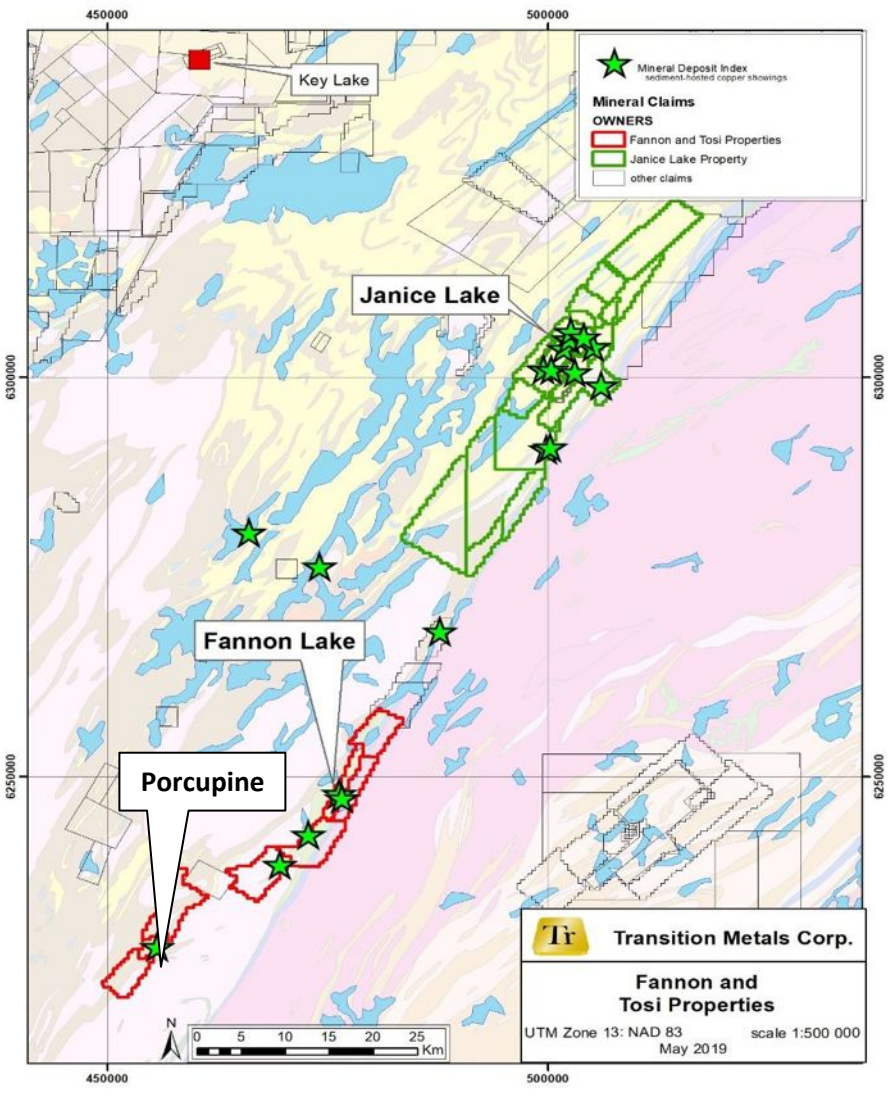 450000
500000
Key Lake
Mineral Deposit Index
sediment-hosted copper showings
Mineral Claims
OWNERS
Fannon and Tosi Properties
Janice Lake Property
other claims
Janice Lake
6300000
6300000
Fannon Lake
6250000
6250000
Porcupine
Tr
Transition Metals Corp.
Fannon and
Tosi Properties
UTM Zone 13: NAD 83
scale 1:500 000
May 2019
N
0 5 10 15 20 25
Km
450000
500000